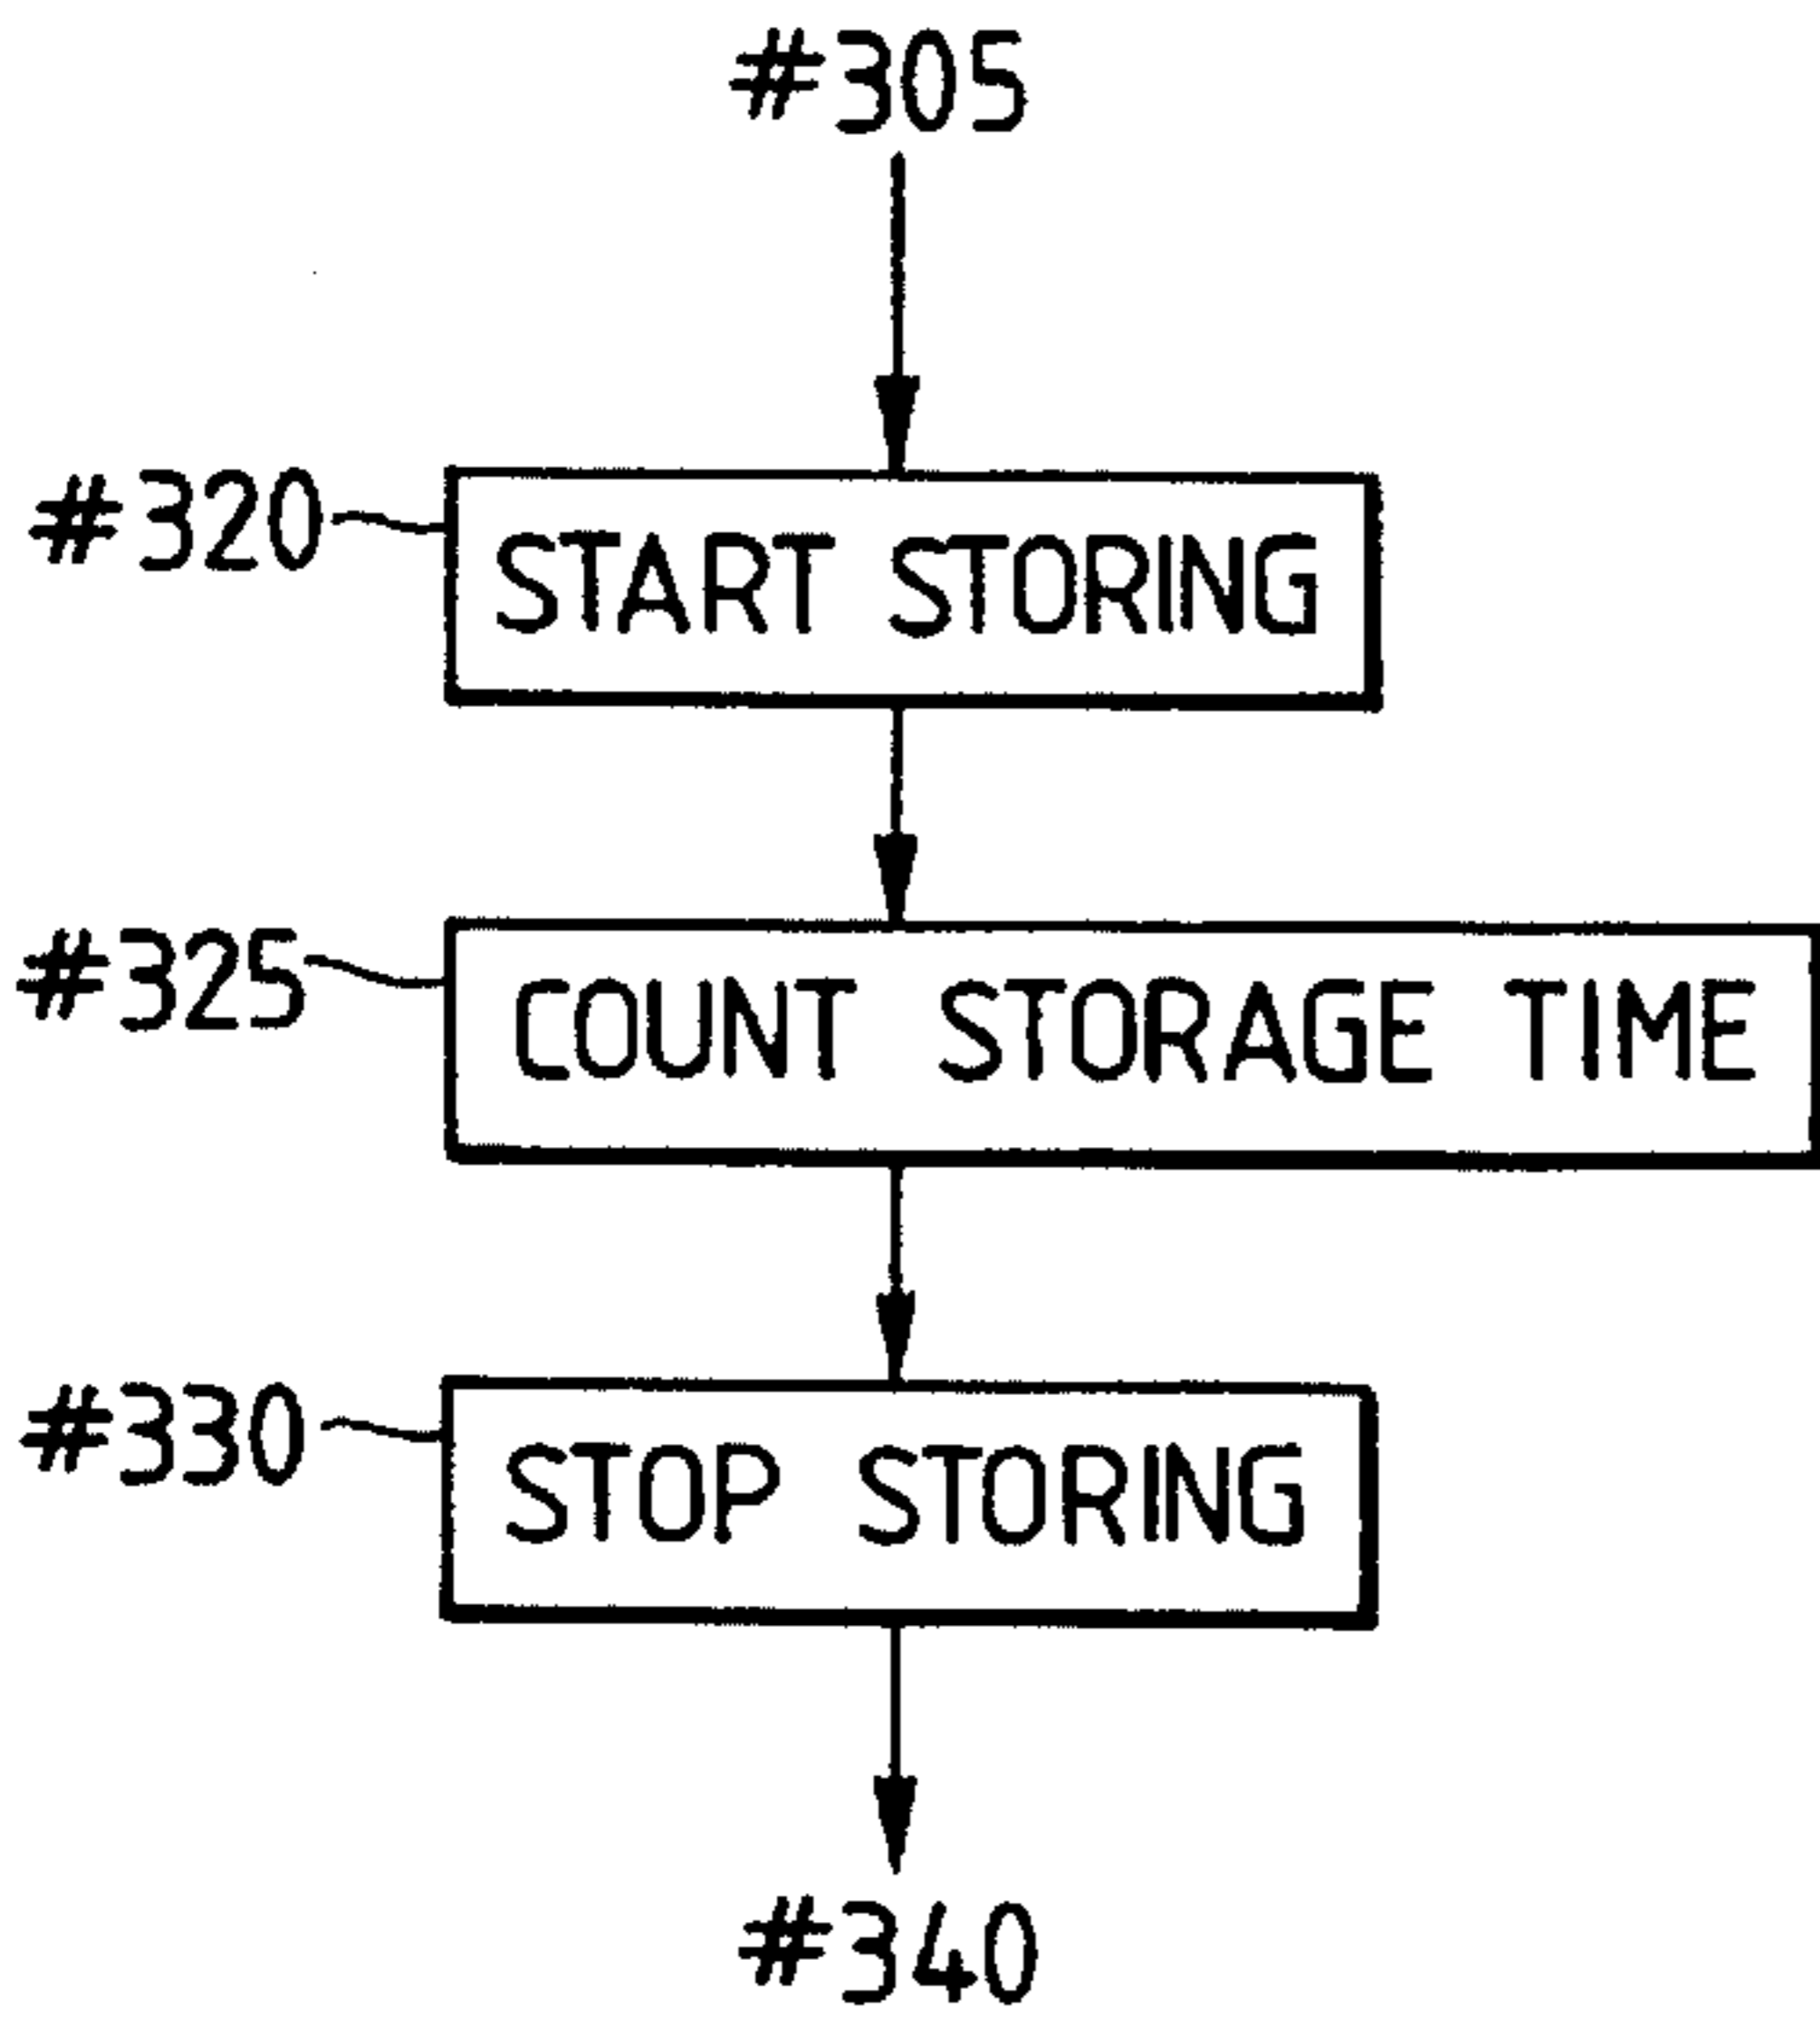 #305
#320
START STORING
#325
COUNT STORAGE TIME
#330
STOP STORING
#340